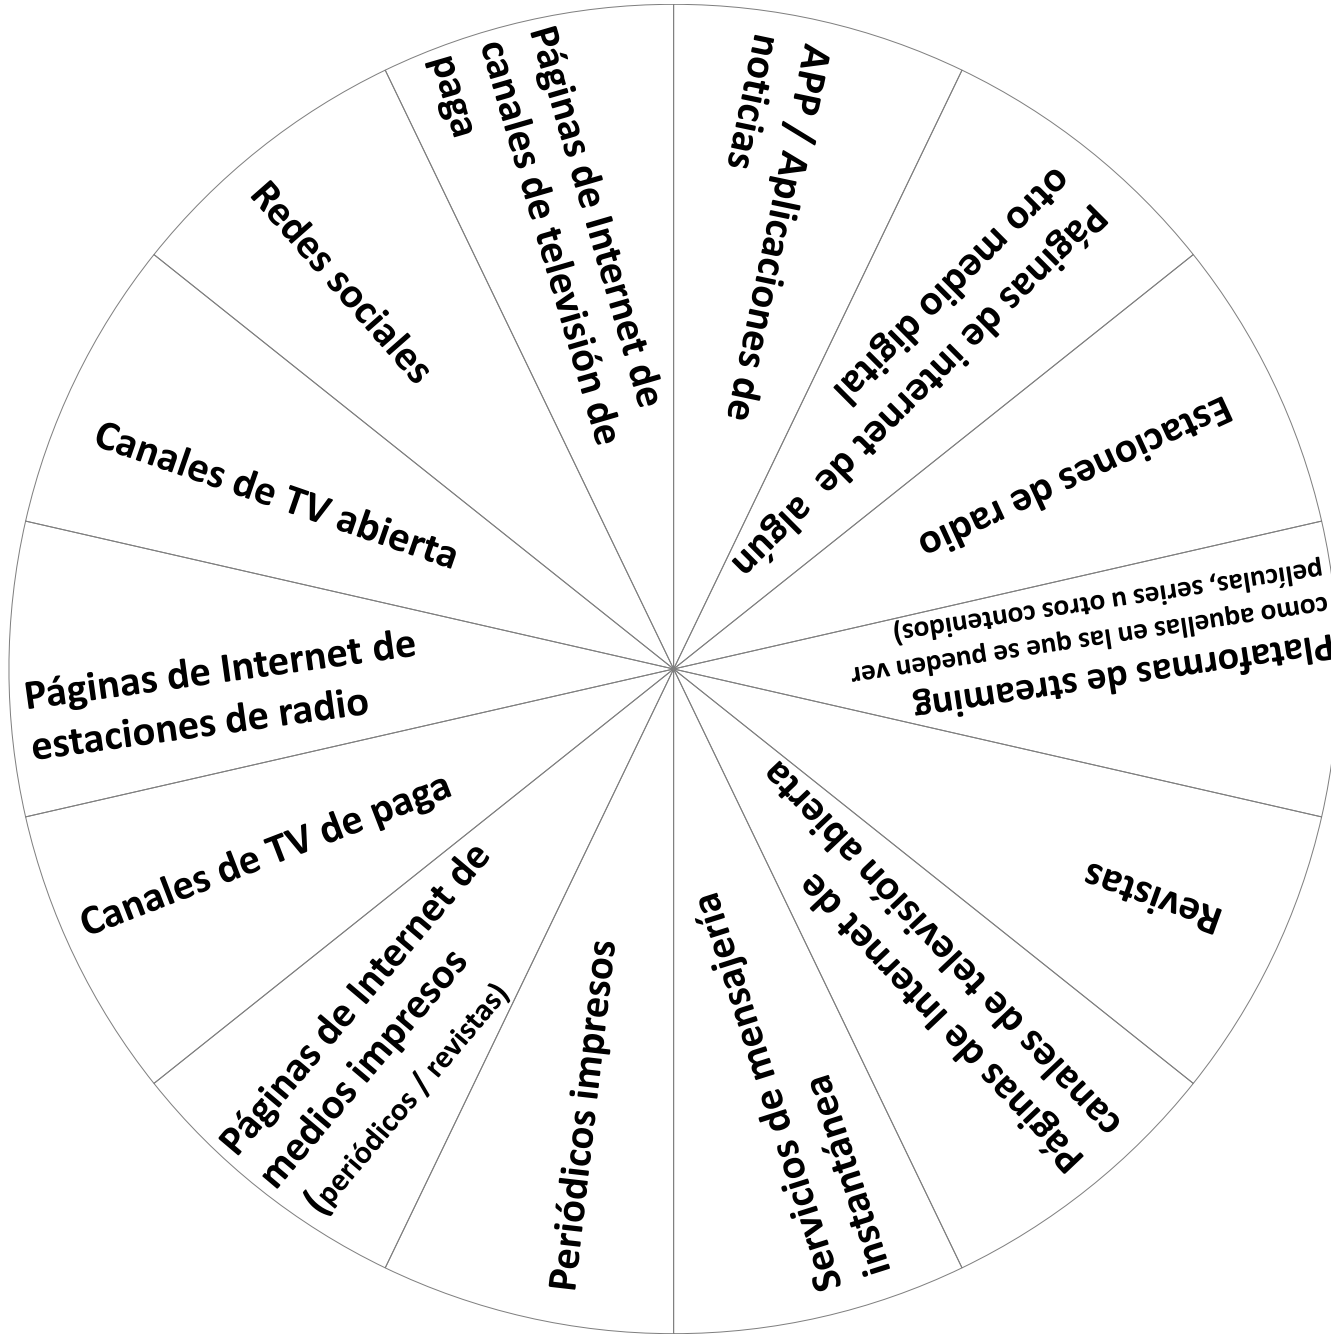 APP / Aplicaciones de
noticias
Páginas de internet de algún
otro medio digital
Estaciones de radio
Plataformas de streaming
como aquellas en las que se pueden ver
películas, series u otros contenidos)
Revistas
Páginas de Internet de
canales de televisión abierta
Servicios de mensajería
instantánea
Periódicos impresos
Páginas de Internet de
medios impresos
(periódicos / revistas)
Canales de TV de paga
Páginas de Internet de
estaciones de radio
Canales de TV abierta
Redes sociales
Páginas de Internet de
canales de televisión de
paga